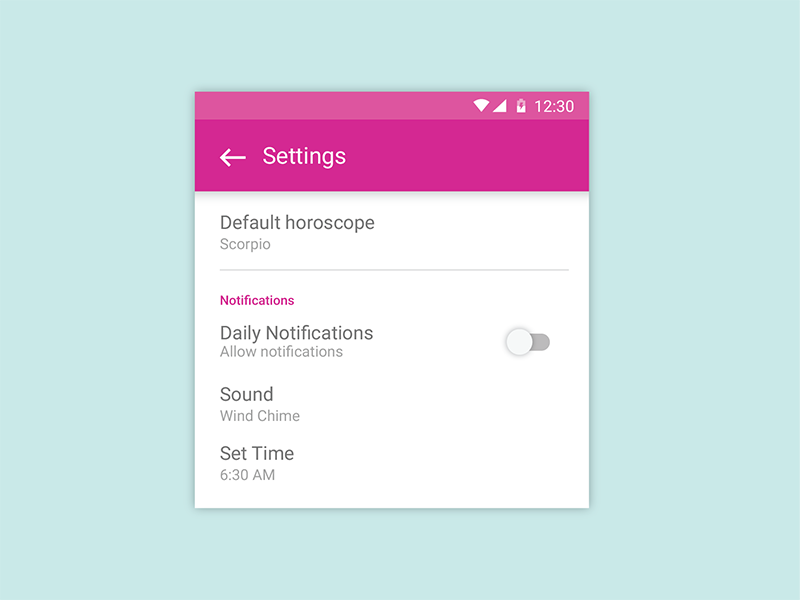 12:30
Settings
Default horoscope
Scorpio
Notifications
Daily Notifications
Allow notifications
Sound
Wind Chime
Set Time
6:30 AM